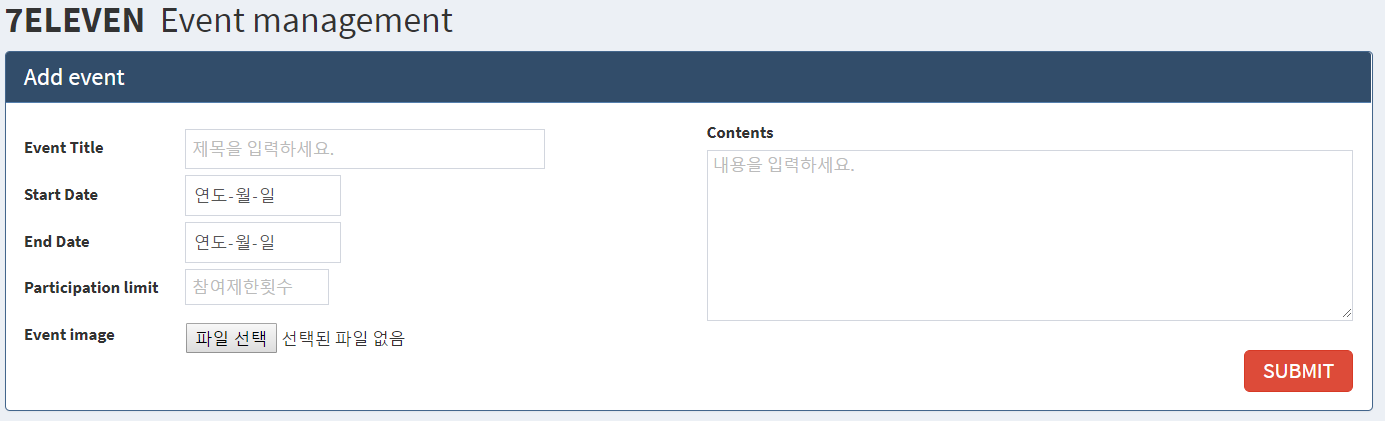 7ELEVEN Event management
Add event
Event Title
제목을 입력하세요.
Start Date
연도-월-일
End Date
연도-월-일
Participation limit
참여제한횟수
Event image
파일 선택 선택된 파일 없음
Contents
내용을 입력하세요.
SUBMIT